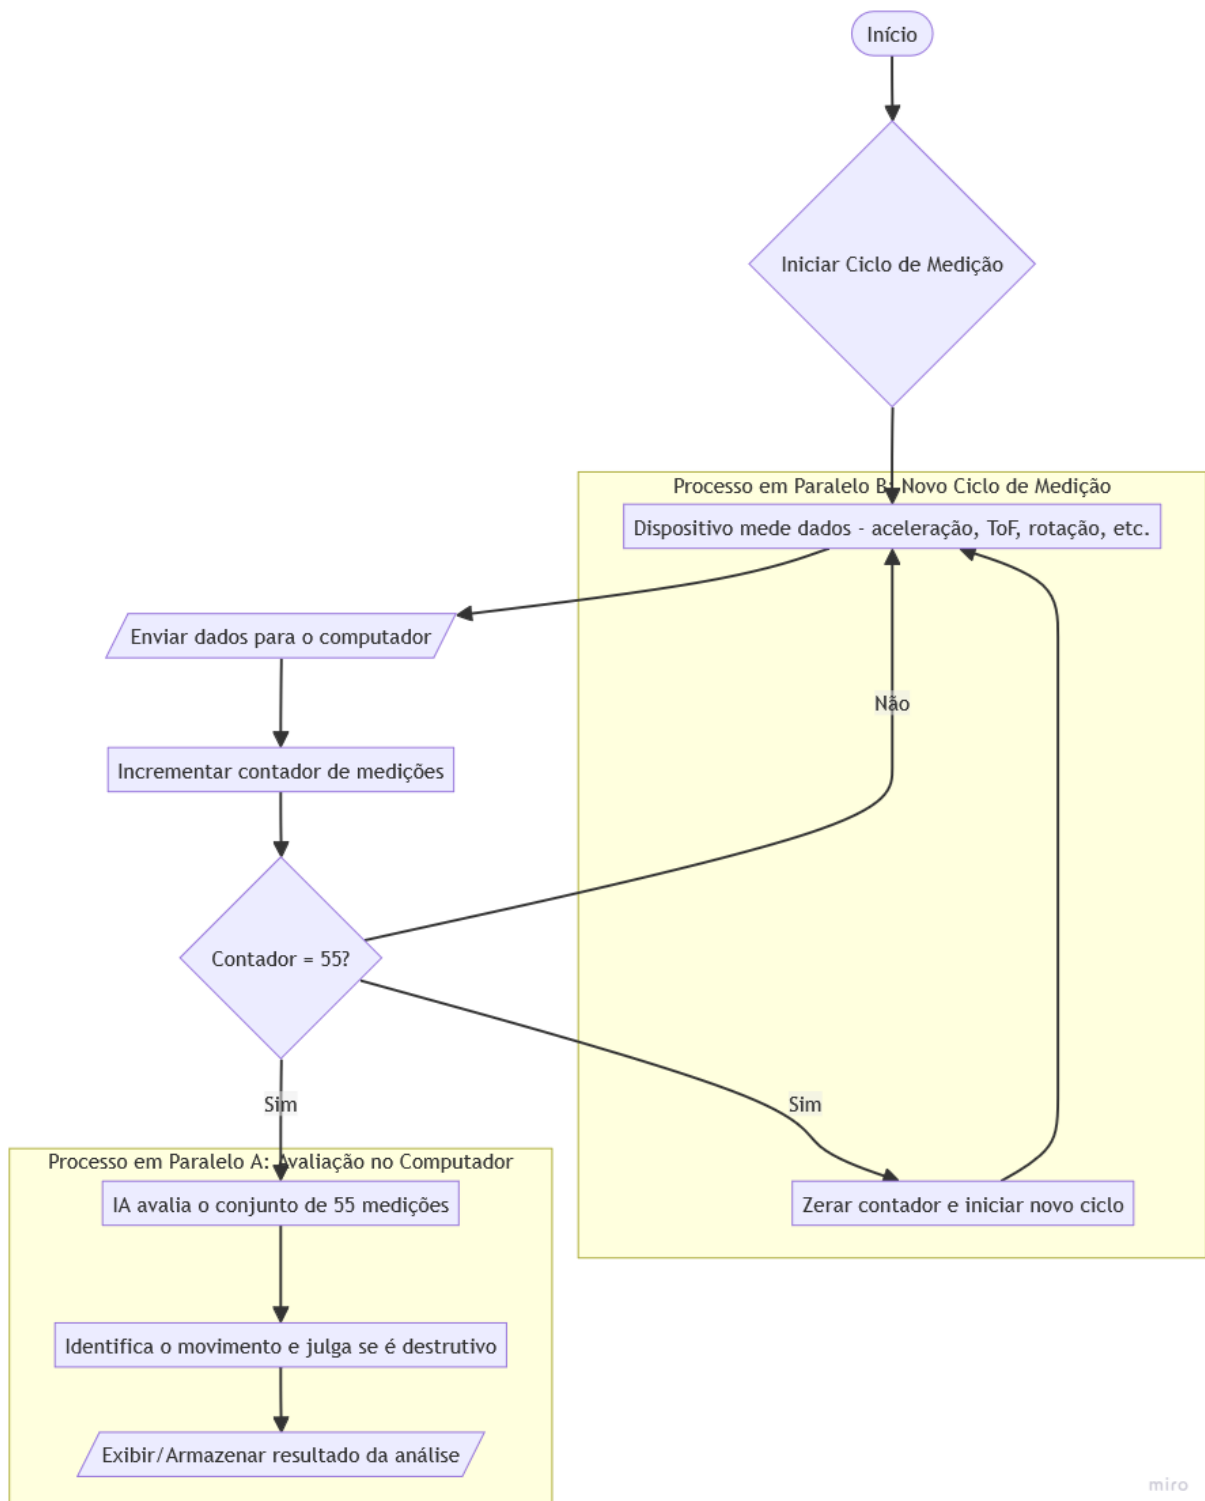 Início
Iniciar Ciclo de Medição
Processo em Paralelo B: Novo Ciclo de Medição
Dispositivo mede dados - aceleração, ToF, rotação, etc.
Enviar dados para o computador
Não
Incrementar contador de medições
Contador = 55?
Sim
Sim
Processo em Paralelo A: Avaliação no Computador
IA avalia o conjunto de 55 medições
Zerar contador e iniciar novo ciclo
Identifica o movimento e julga se é destrutivo
Exibir/Armazenar resultado da análise
miro